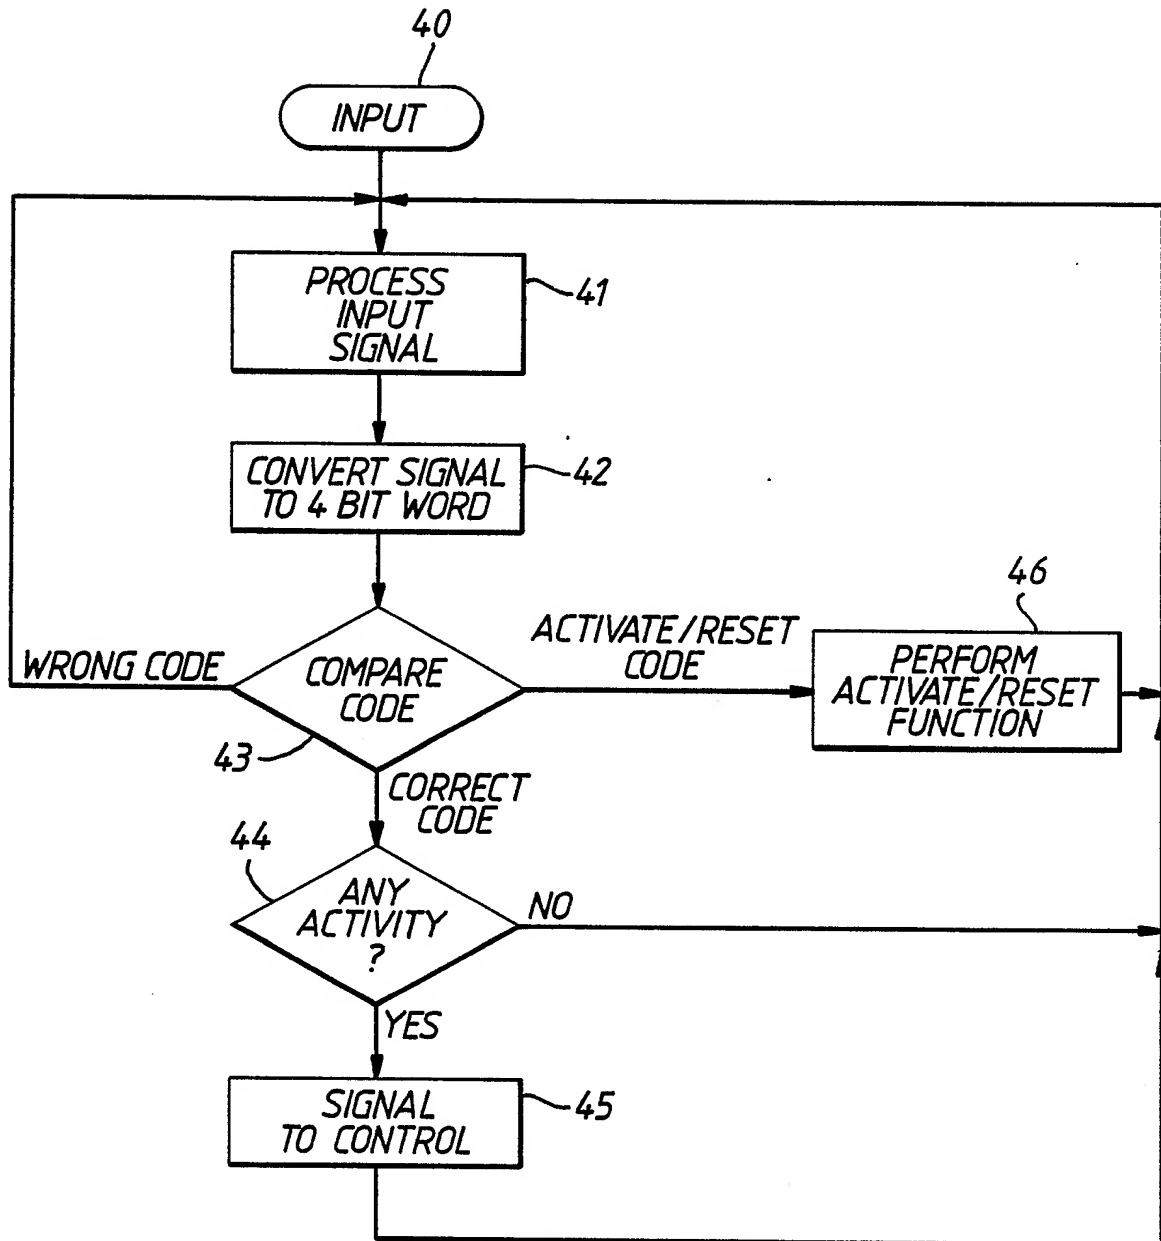 40
INPUT
PROCESS
INPUT
SIGNAL
41
CONVERT SIGNAL
TO 4 BIT WORD
42
WRONG CODE
COMPARE
CODE
43
ACTIVATE/RESET
CODE
46
PERFORM
ACTIVATE/RESET
FUNCTION
CORRECT
CODE
44
ANY
ACTIVITY
?
NO
YES
SIGNAL
TO CONTROL
45